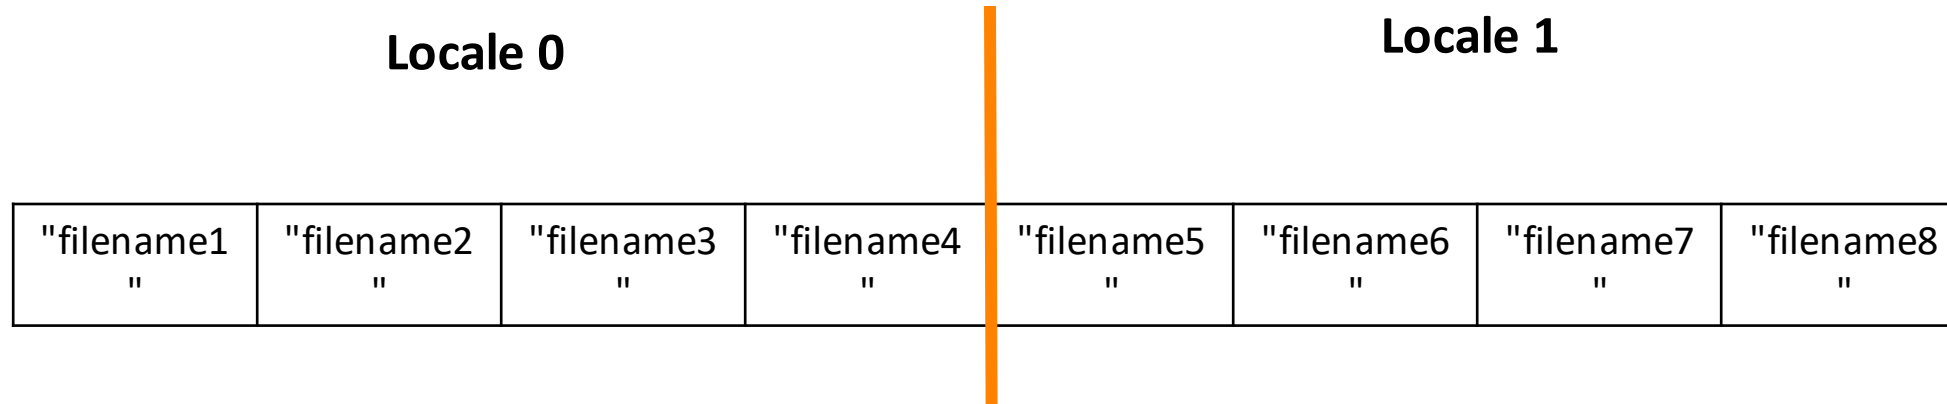 Locale 0
Locale 1
"filename1
"
"filename2
"
"filename3
"
"filename4
"
"filename5
"
"filename6
"
"filename7
"
"filename8
"